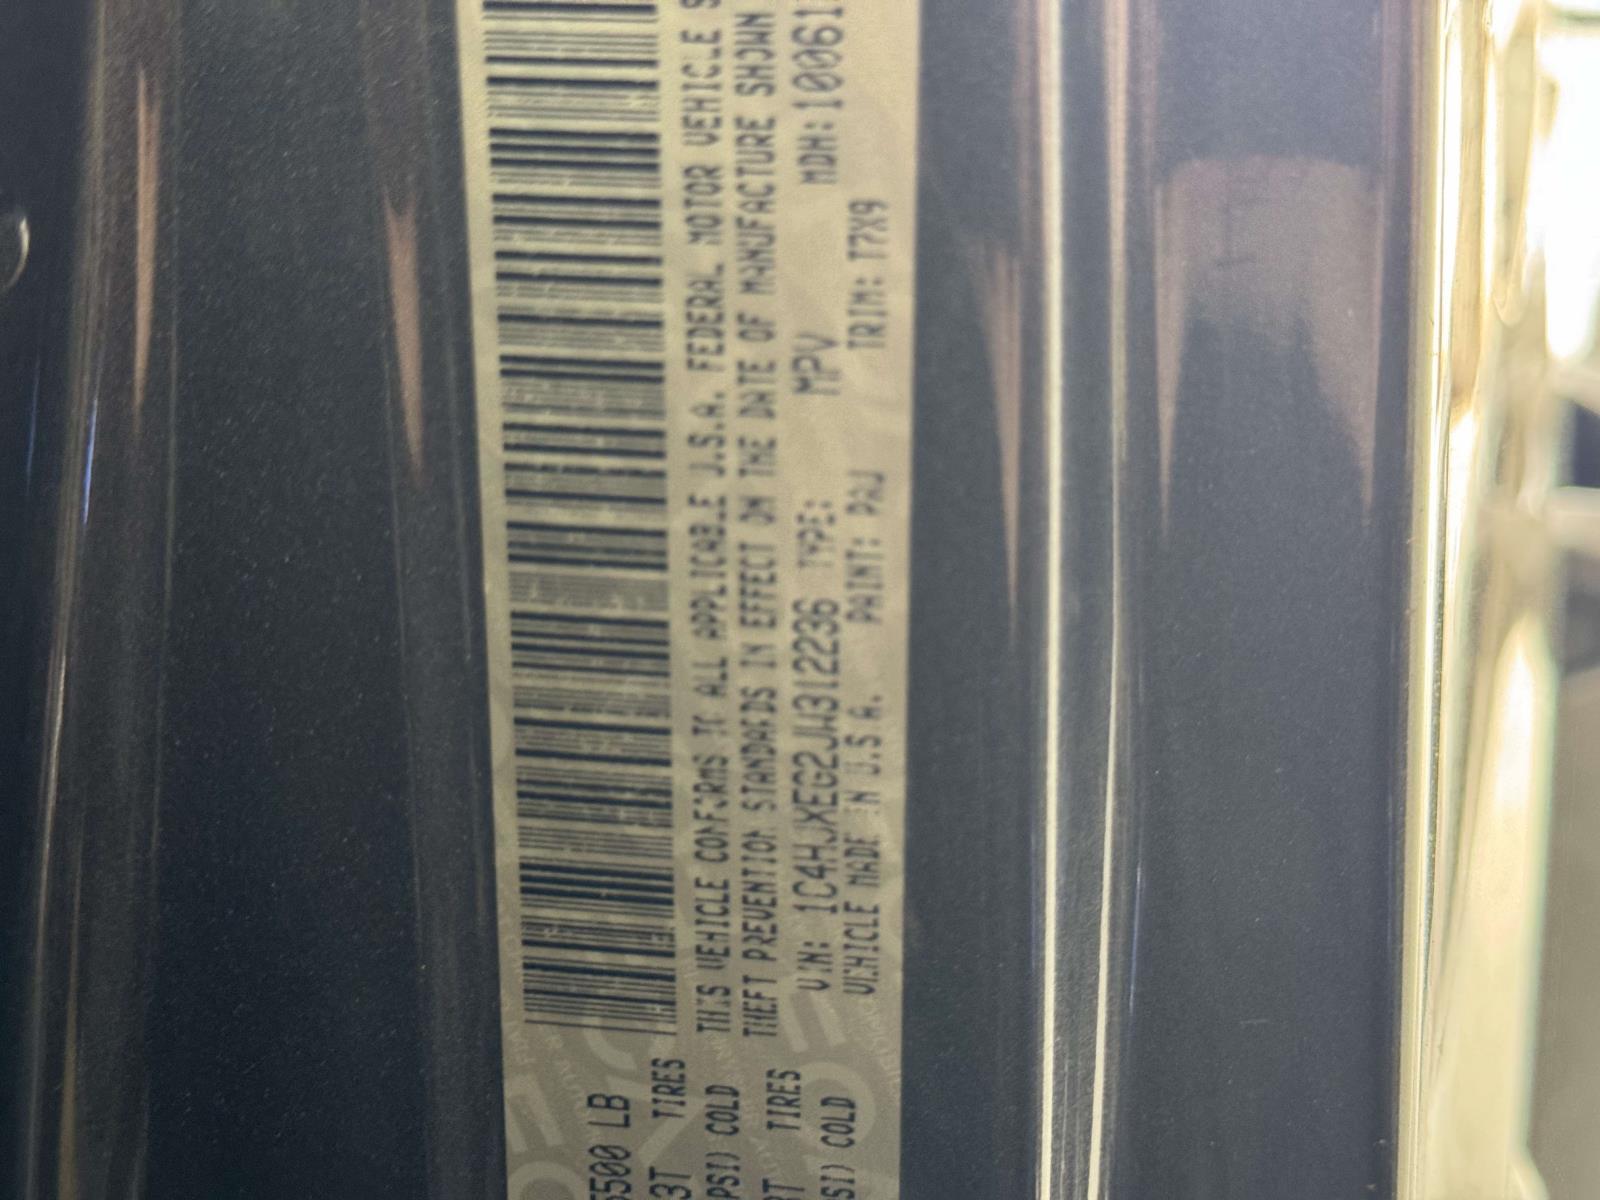 5500 LB
3T TIRES
PSI) COLD
3T TIRES
SI) COLD
THIS VEHICLE CONFORMS TO ALL APPLICABLE U.S.A. FEDERAL MOTOR VEHICLE S
THEFT PREVENTION STANDARDS IN EFFECT ON THE DATE OF MANUFACTURE SHOWN
VIN: 1C4HJXEG2JW312236 TYPE: MPV MDH:10061
VEHICLE MADE IN U.S.A. PAINT: PAU TRIM: T7X9